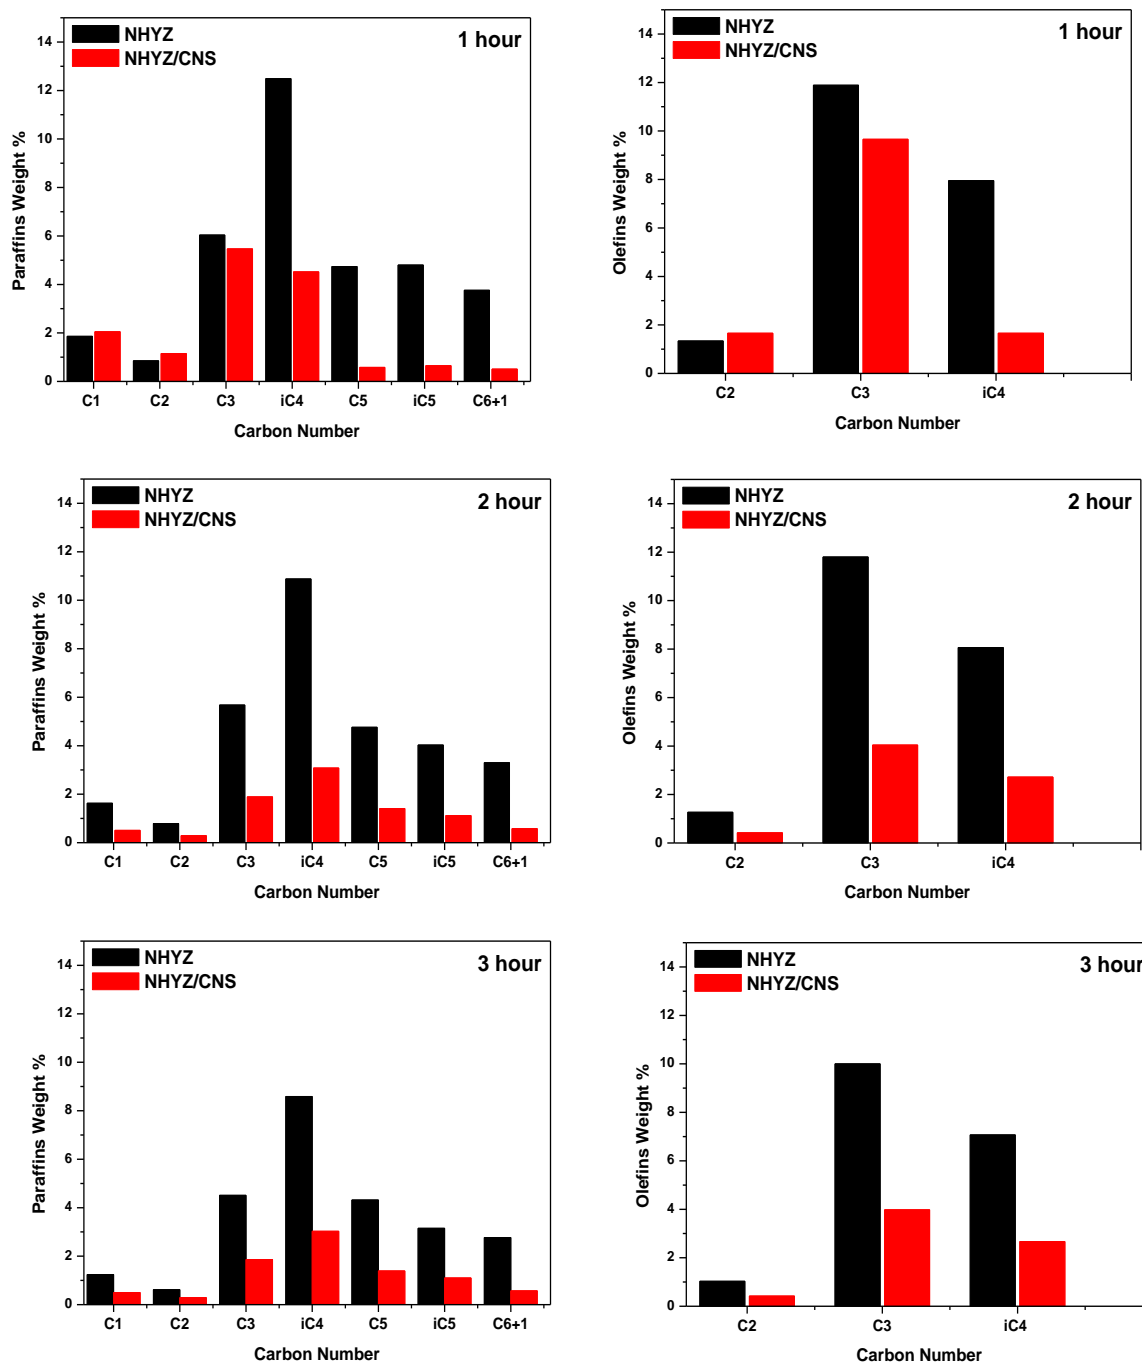 NHYZ
NHYZ/CNS
1 hour
14
12
10
8
6
4
2
0
Paraffins Weight %
C1 C2 C3 iC4 C5 iC5 C6+1
Carbon Number
NHYZ
NHYZ/CNS
1 hour
14
12
10
8
6
4
2
0
Olefins Weight %
C2 C3 iC4
Carbon Number
NHYZ
NHYZ/CNS
2 hour
14
12
10
8
6
4
2
0
Paraffins Weight %
C1 C2 C3 iC4 C5 iC5 C6+1
Carbon Number
NHYZ
NHYZ/CNS
2 hour
14
12
10
8
6
4
2
0
Olefins Weight %
C2 C3 iC4
Carbon Number
NHYZ
NHYZ/CNS
3 hour
14
12
10
8
6
4
2
0
Paraffins Weight %
C1 C2 C3 iC4 C5 iC5 C6+1
Carbon Number
NHYZ
NHYZ/CNS
3 hour
14
12
10
8
6
4
2
0
Olefins Weight %
C2 C3 iC4
Carbon Number